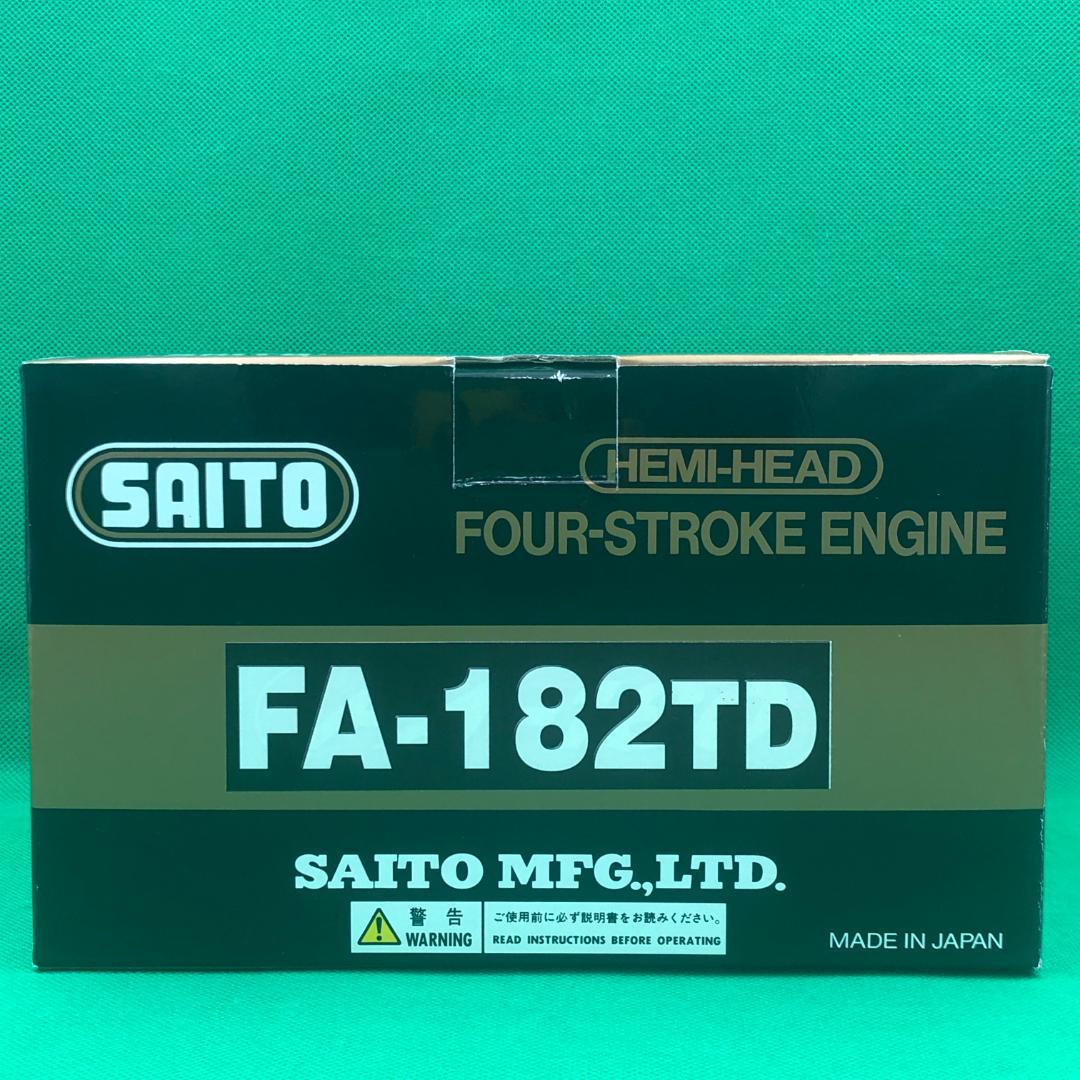 SAITO
HEMI-HEAD
FOUR-STROKE ENGINE
FA-182TD
SAITO MFG.,LTD.
警告
WARNING
ご使用前に必ず説明書をお読みください。
READ INSTRUCTIONS BEFORE OPERATING
MADE IN JAPAN